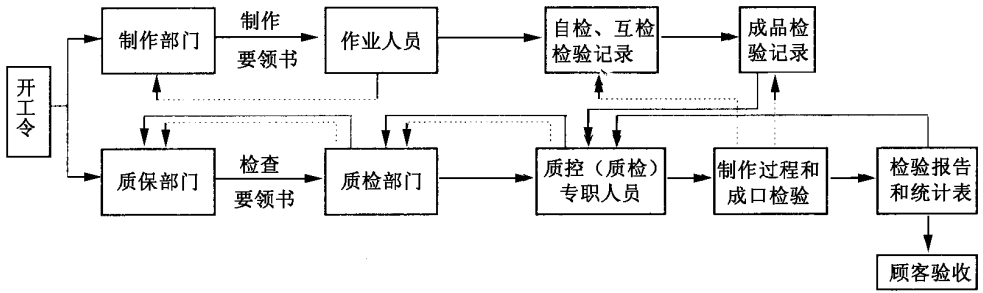 开工令
制作部门
制作
要领书
作业人员
自检、互检
检验记录
成品检
验记录
质保部门
检查
要领书
质检部门
质控（质检）
专职人员
制作过程和
成口检验
检验报告
和统计表
顾客验收